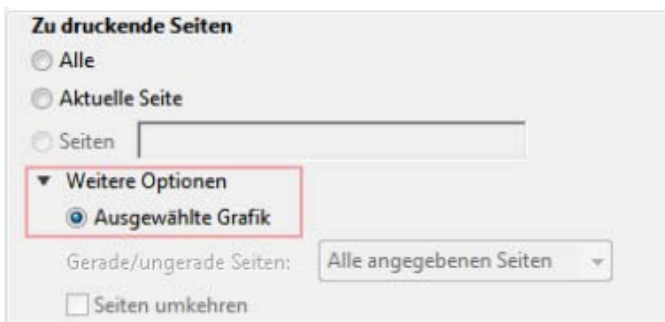 Zu druckende Seiten
Alle
Aktuelle Seite
Seiten
Weitere Optionen
Ausgewählte Grafik
Gerade/ungerade Seiten: Alle angegebenen Seiten
Seiten umkehren